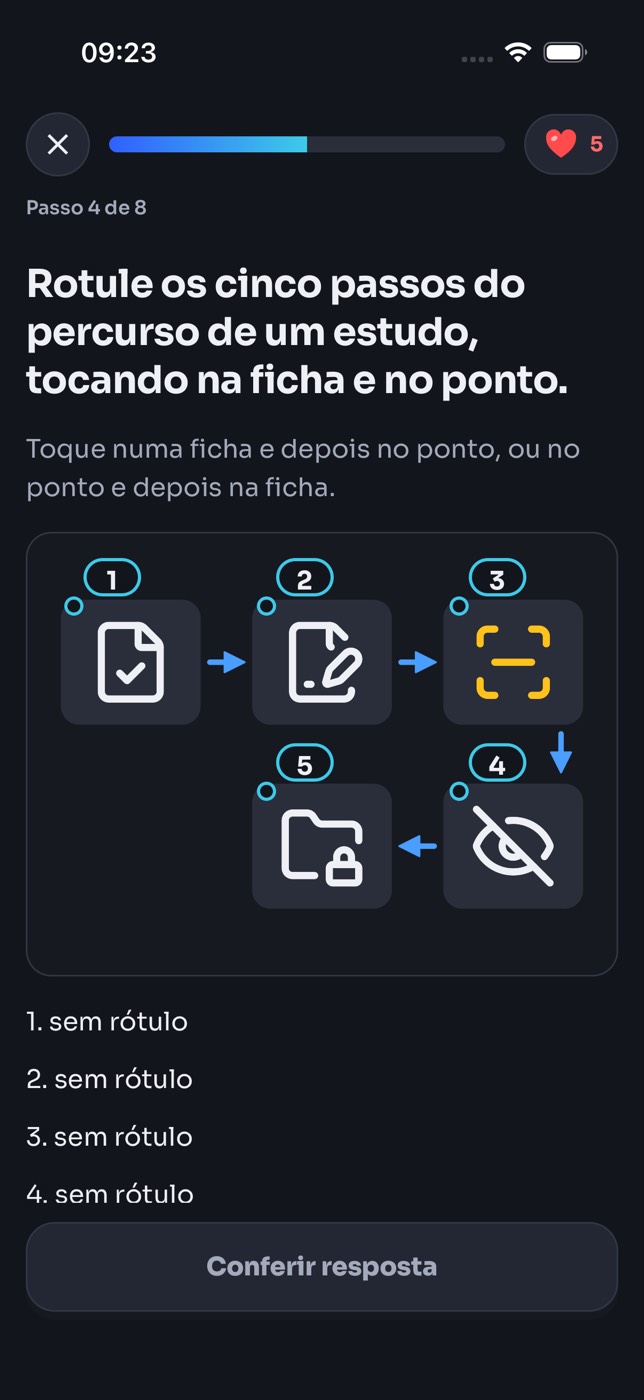 09:23
5
Passo 4 de 8
Rotule os cinco passos do
percurso de um estudo,
tocando na ficha e no ponto.
Toque numa ficha e depois no ponto, ou no
ponto e depois na ficha.
1
2
3
5
4
1. sem rótulo
2. sem rótulo
3. sem rótulo
4. sem rótulo
Conferir resposta